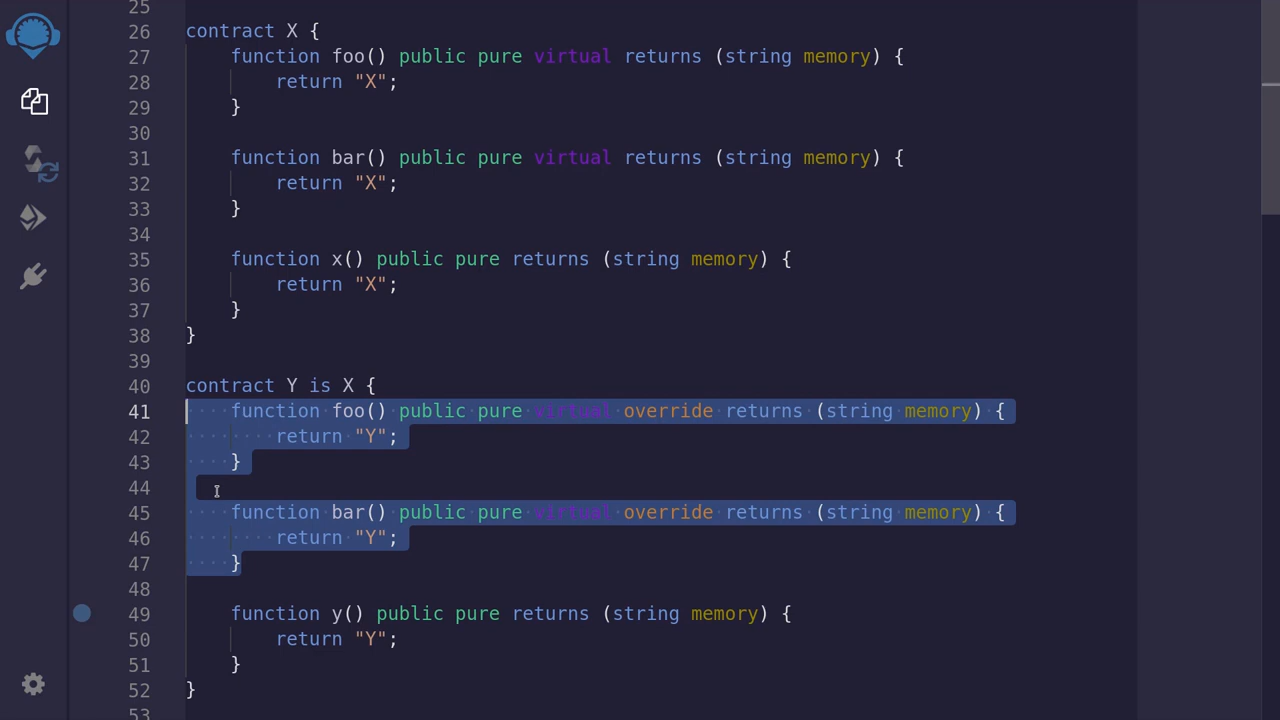 25
26 contract X {
27     function foo() public pure virtual returns (string memory) {
28         return "X";
29     }
30
31     function bar() public pure virtual returns (string memory) {
32         return "X";
33     }
34
35     function x() public pure returns (string memory) {
36         return "X";
37     }
38 }
39
40 contract Y is X {
41     function foo() public pure virtual override returns (string memory) {
42         return "Y";
43     }
44
45     function bar() public pure virtual override returns (string memory) {
46         return "Y";
47     }
48
49     function y() public pure returns (string memory) {
50         return "Y";
51     }
52 }
53